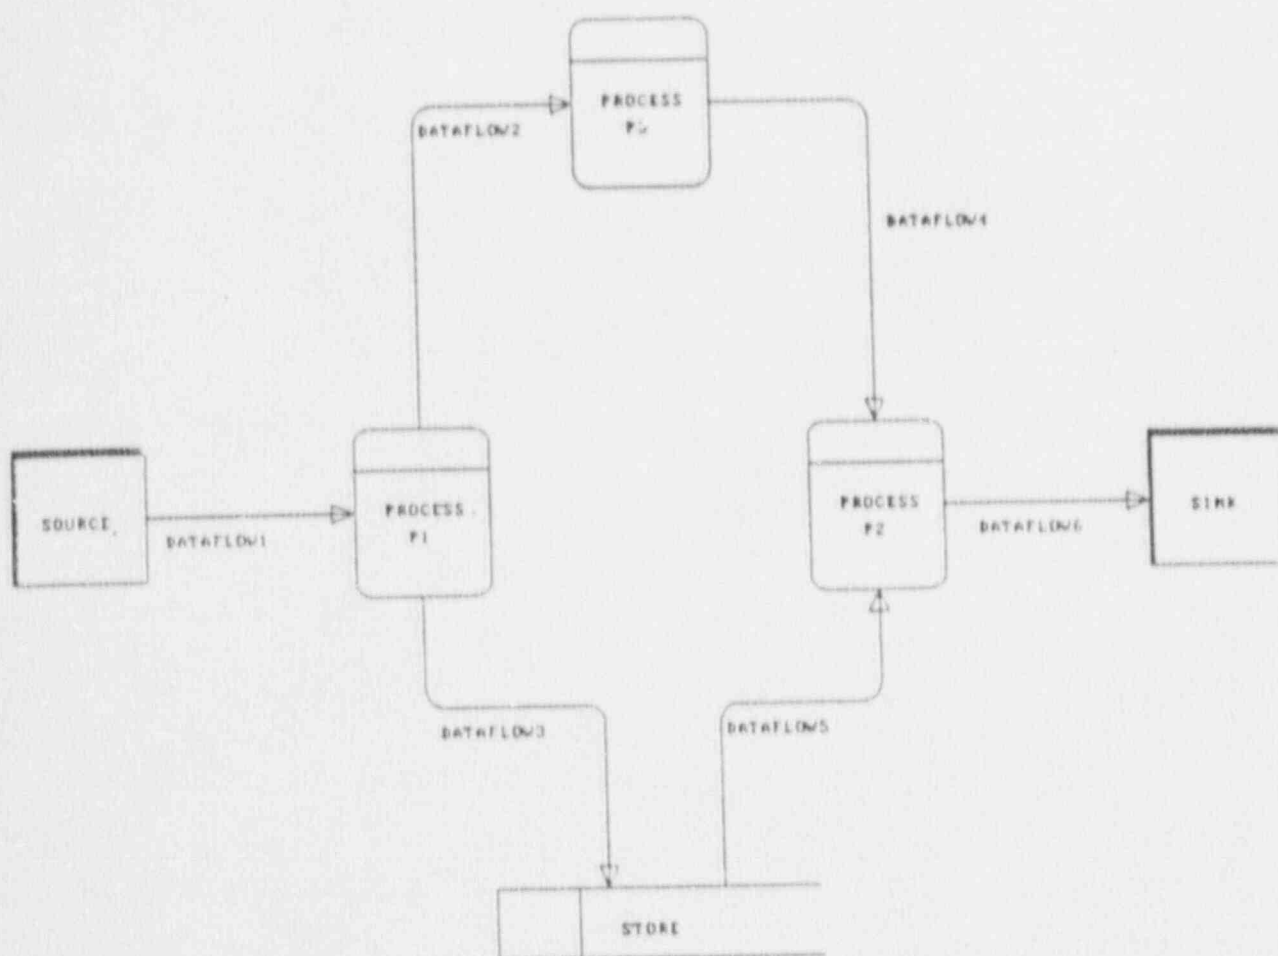 PROCESS
DATAFLOW2
DATAFLOW4
SOURCE
DATAFLOW1
PROCESS
P1
PROCESS
P2
DATAFLOW6
SINK
DATAFLOW3
DATAFLOW5
STORE